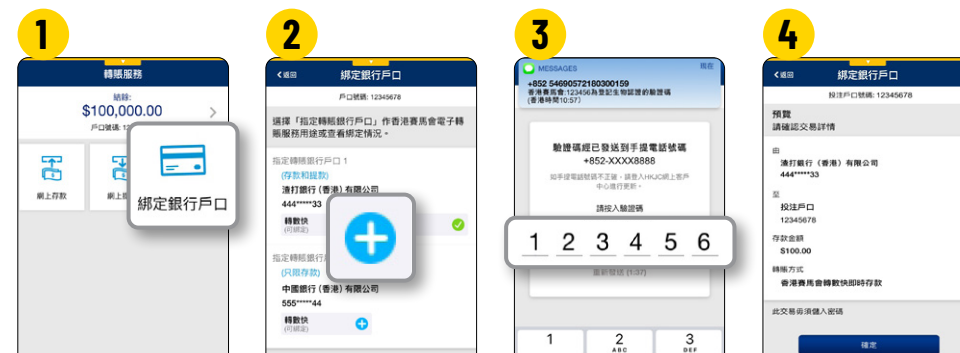 1
轉賬服務
結餘:
$100,000.00
戶口號碼: 12
網上存款
網上
綁定銀行戶口
2
返回
綁定銀行戶口
戶口號碼: 12345678
選擇「指定轉賬銀行戶口」作香港賽馬會電子轉
賬服務用途或查看綁定情況。
指定轉賬銀行戶口 1
(存款和提款)
渣打銀行 (香港) 有限公司
444*****33
轉數快
(可綁定)
指定轉賬銀行
(只限存款)
中國銀行 (香港) 有限公司
555*****44
轉數快
(可綁定)
3
MESSAGES
現在
+852 54690572180300159
香港賽馬會:123456為登記生物認證的驗證碼
(香港時間10:57)
驗證碼經已發送到手提電話號碼
+852-XXXX8888
如手提電話號碼不正確，請登入HKJC網上客戶
中心進行更新。
請按入驗證碼
1 2 3 4 5 6
重新發送 (1:37)
1
2
ABC
3
DEF
4
返回
綁定銀行戶口
投注戶口號碼: 12345678
預覽
請確認交易詳情
由
渣打銀行（香港）有限公司
444*****33
至
投注戶口
12345678
存款金額
$100.00
轉賬方式
香港賽馬會轉數快即時存款
此交易毋須儲入密碼
確定